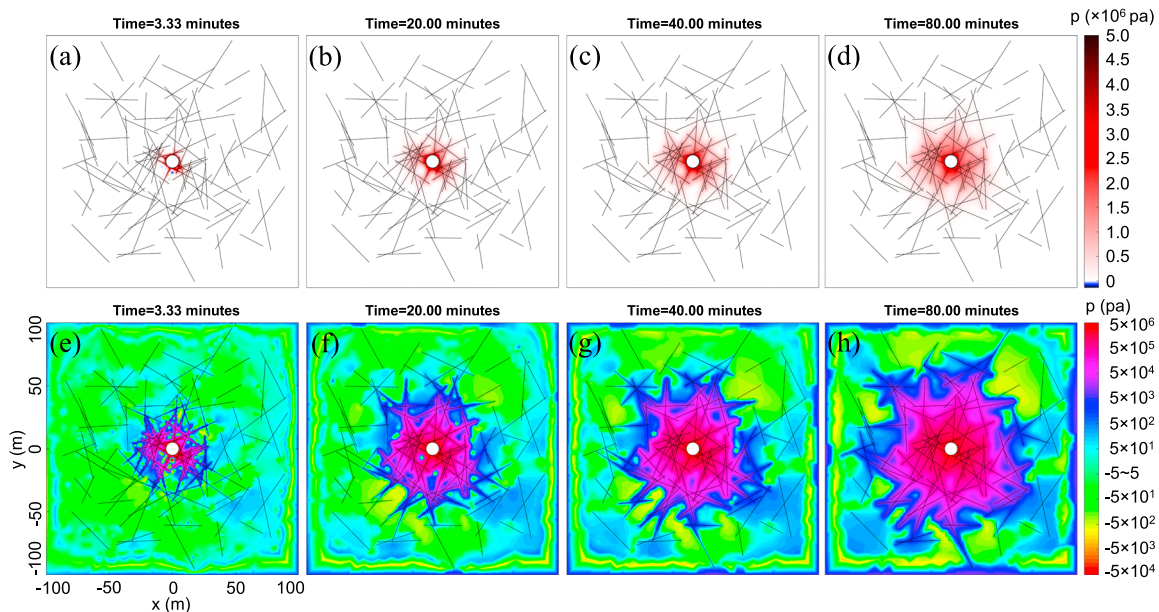 Time=3.33 minutes
Time=20.00 minutes
Time=40.00 minutes
Time=80.00 minutes
p (×10⁶ pa)
(a)
(b)
(c)
(d)
5.0
4.5
4.0
3.5
3.0
2.5
2.0
1.5
1.0
0.5
0
Time=3.33 minutes
Time=20.00 minutes
Time=40.00 minutes
Time=80.00 minutes
p (pa)
(e)
(f)
(g)
(h)
5×10⁶
5×10⁵
5×10⁴
5×10³
5×10²
5×10¹
-5~5
-5×10¹
-5×10²
-5×10³
-5×10⁴
y (m)
100
50
0
-50
-100
-100
-50
0
50
100
x (m)